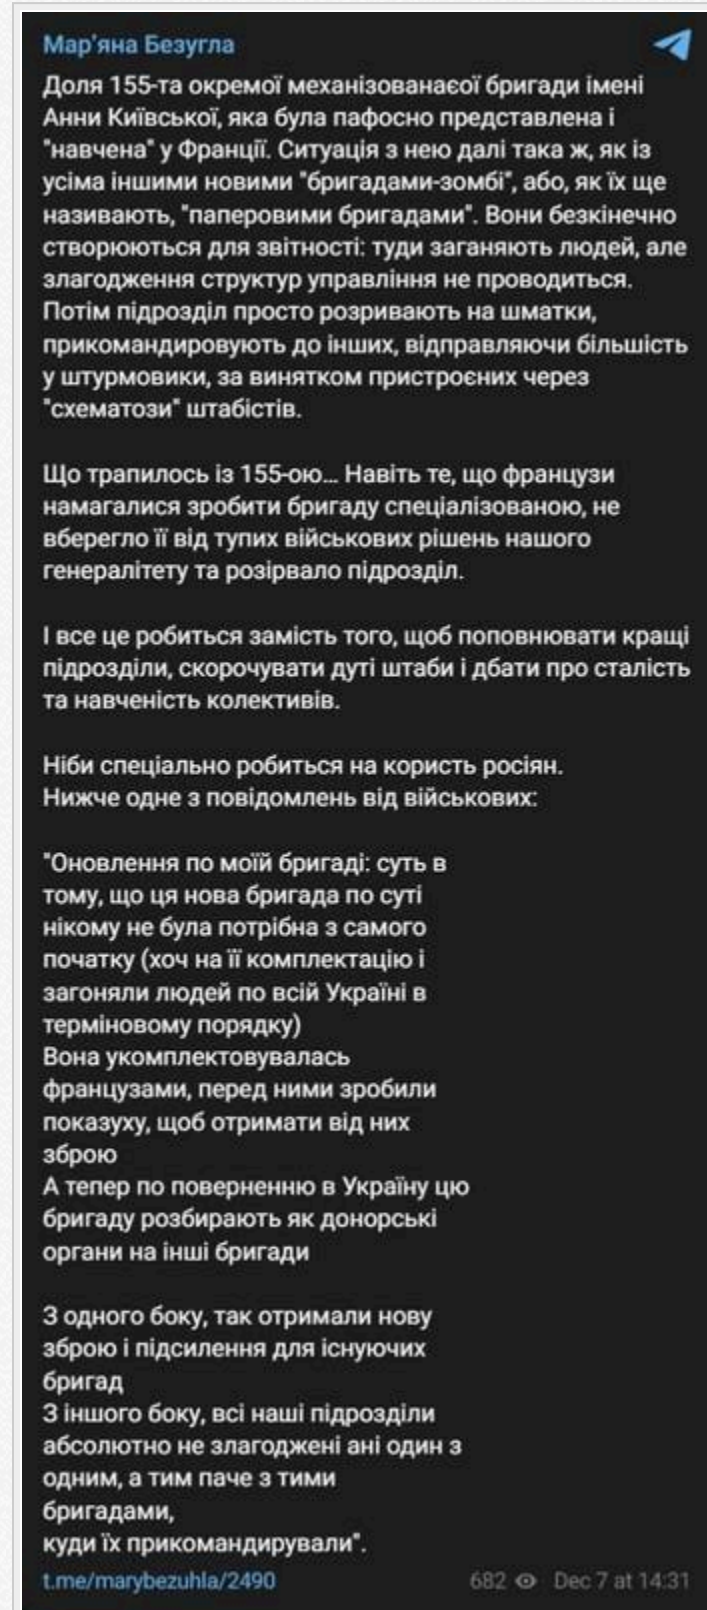 Мар'яна Безугла
Доля 155-та окремої механізованаєої бригади імені
Анни Київської, яка була пафосно представлена і
"навчена" у Франції. Ситуація з нею далі така ж, як із
усіма іншими новими "бригадами-зомбі", або, як їх ще
називають, "паперовими бригадами". Вони безкінечно
створюються для звітності: туди заганяють людей, але
злагодження структур управління не проводиться.
Потім підрозділ просто розривають на шматки,
прикомандировують до інших, відправляючи більшість
у штурмовики, за винятком пристроєних через
"схематози" штабістів.
Що трапилось із 155-ою... Навіть те, що французи
намагалися зробити бригаду спеціалізованою, не
вберегло її від тупих військових рішень нашого
генералітету та розірвало підрозділ.
І все це робиться замість того, щоб поповнювати кращі
підрозділи, скорочувати дуті штаби і дбати про сталість
та навченість колективів.
Ніби спеціально робиться на користь росіян.
Нижче одне з повідомлень від військових:
"Оновлення по моїй бригаді: суть в
тому, що ця нова бригада по суті
нікому не була потрібна з самого
початку (хоч на її комплектацію і
загоняли людей по всій Україні в
терміновому порядку)
Вона укомплектовувалась
французами, перед ними зробили
показуху, щоб отримати від них
зброю
А тепер по поверненню в Україну цю
бригаду розбирають як донорські
органи на інші бригади
З одного боку, так отримали нову
зброю і підсилення для існуючих
бригад
З іншого боку, всі наші підрозділи
абсолютно не злагоджені ані один з
одним, а тим паче з тими
бригадами,
куди їх прикомандирували".
t.me/marybezuhla/2490 682 Dec 7 at 14:31